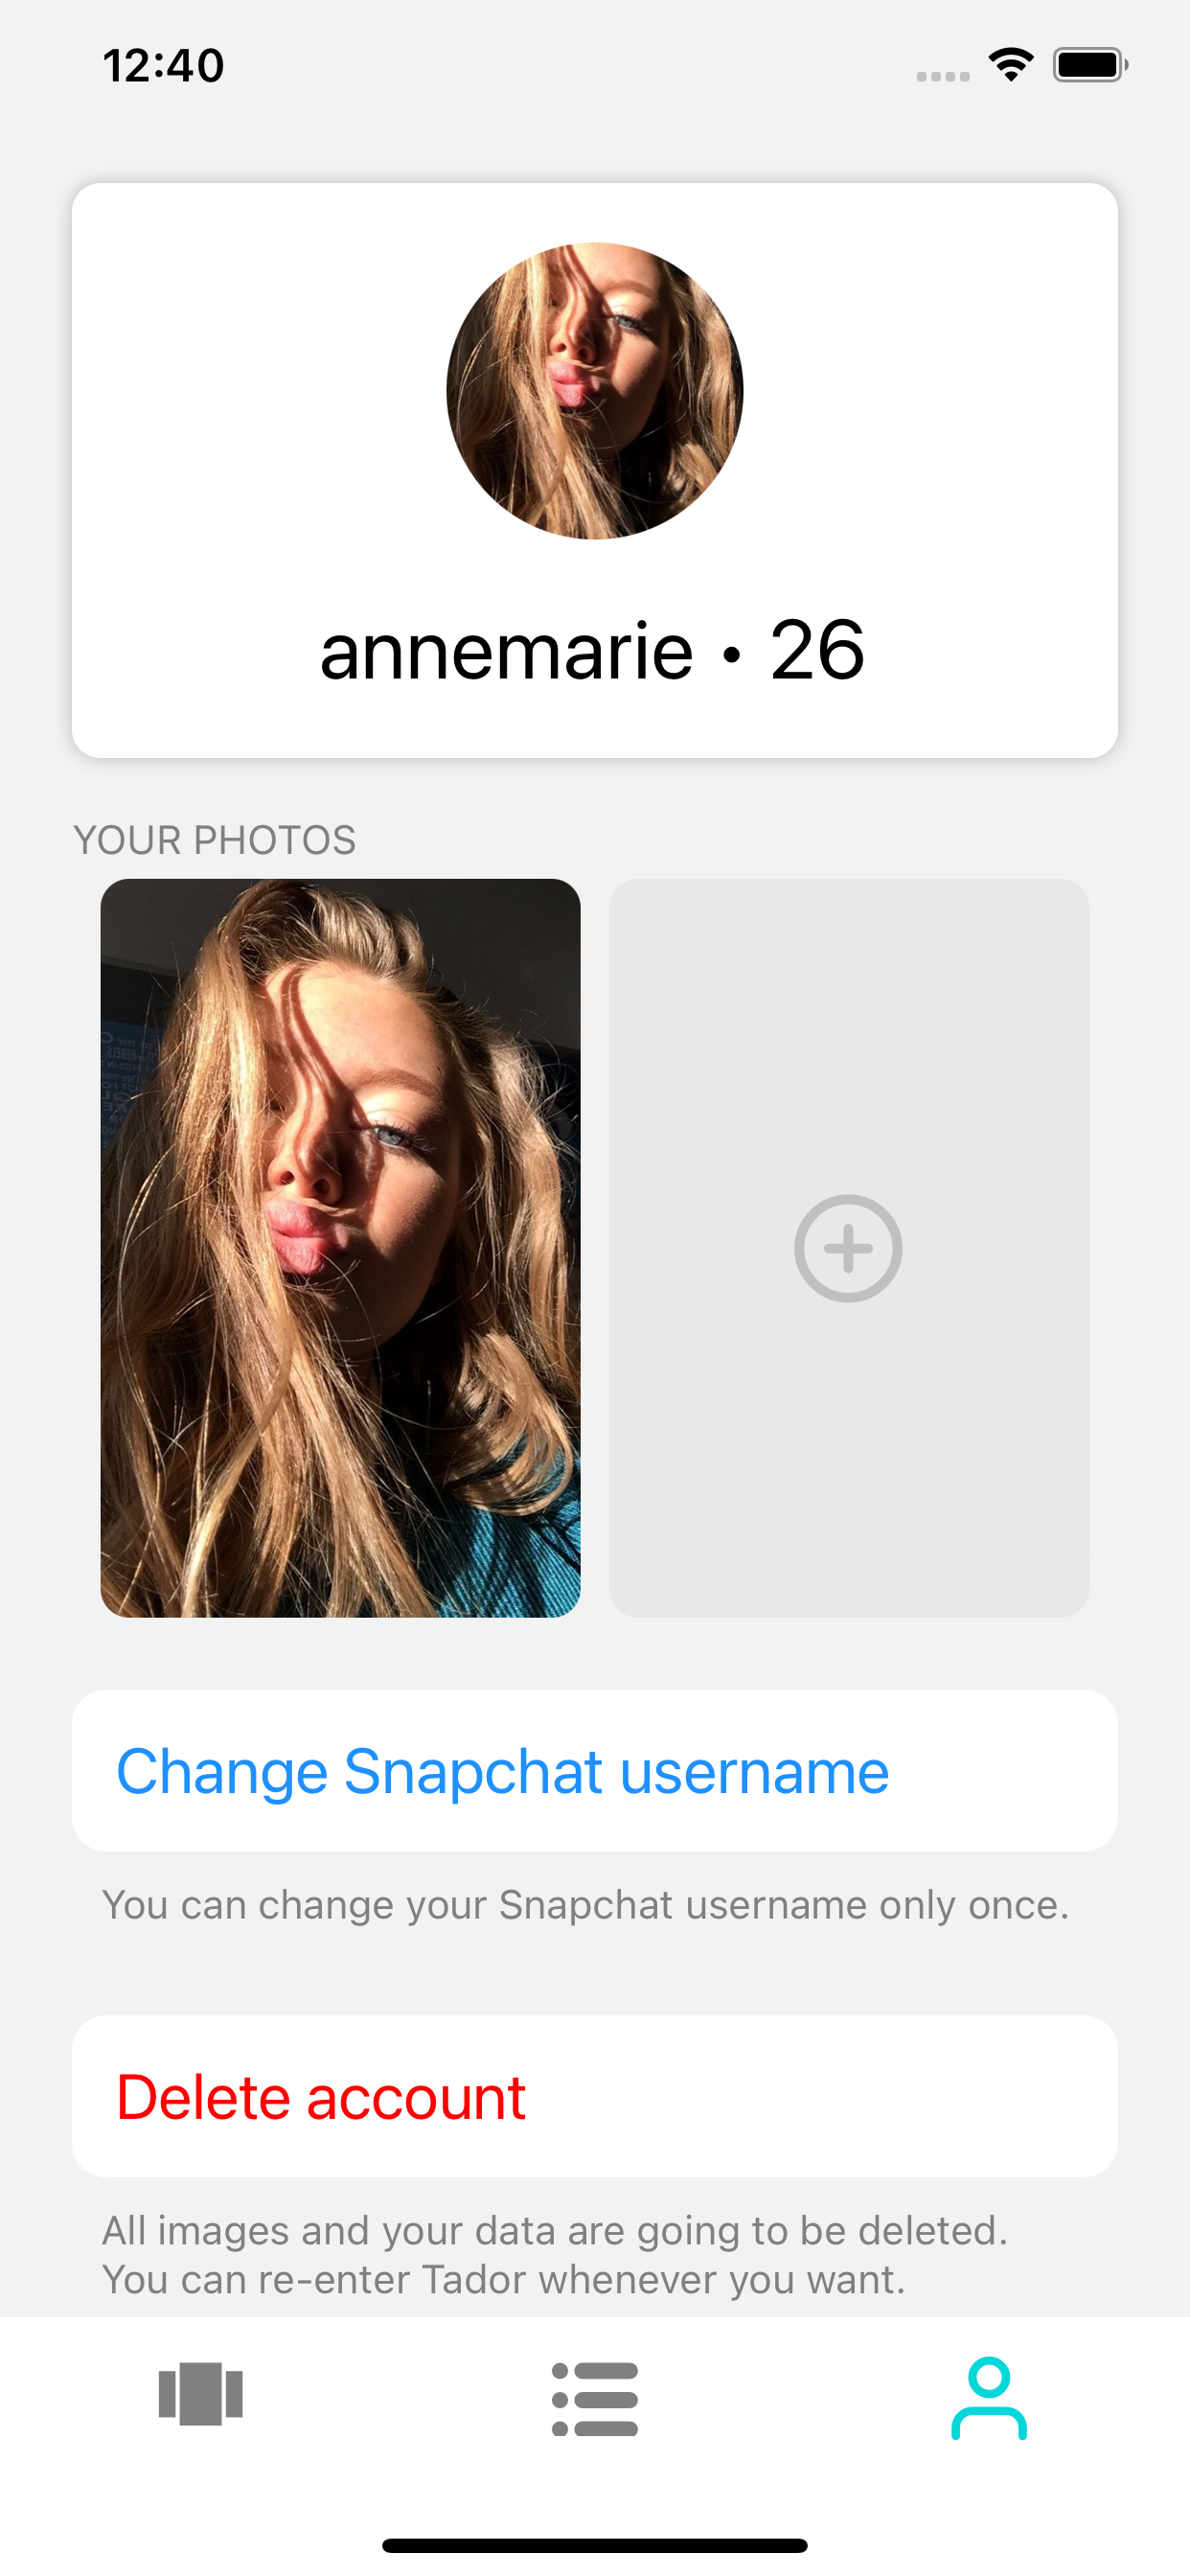 12:40
annemarie • 26
YOUR PHOTOS
Change Snapchat username
You can change your Snapchat username only once.
Delete account
All images and your data are going to be deleted.
You can re-enter Tador whenever you want.